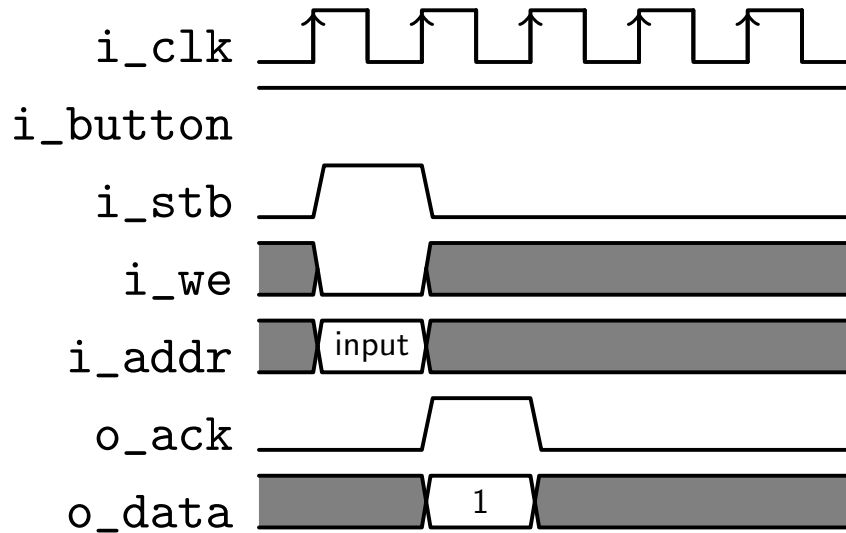 i_clk
i_button
i_stb
i_we
i_addr input
o_ack
o_data 1